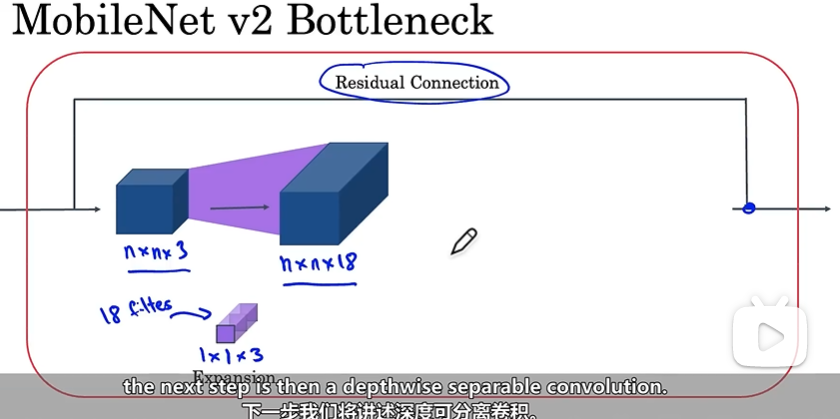 MobileNet v2 Bottleneck
Residual Connection
n×n×3
n×n×18
18 filtes
1×1×3
Expansion
the next step is then a depthwise separable convolution.
下一步我们将讲述深度可分离卷积。